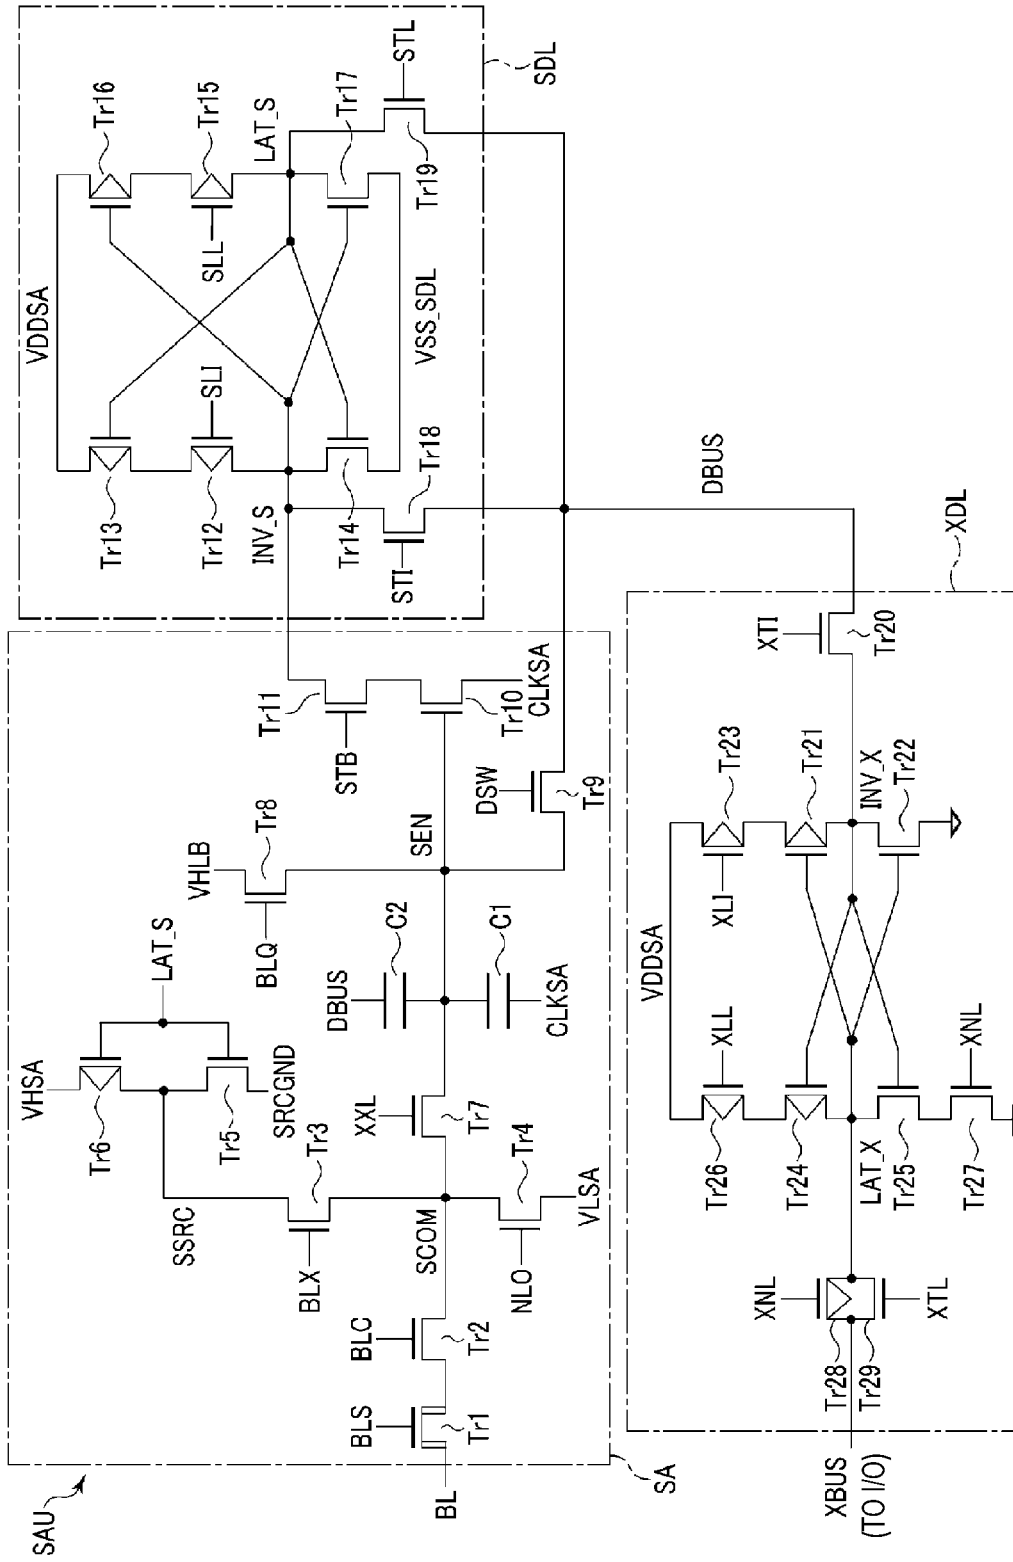 SAU
SA
BL
BLS
Tr1
BLC
Tr2
SCOM
BLX
Tr3
SSRC
NLO
Tr4
VLSA
VHSA
Tr6
Tr5
SRCGND
LAT_S
XXL
Tr7
DBUS
C2
C1
CLKSA
VHLB
BLQ
Tr8
SEN
DSW
Tr9
STB
Tr11
Tr10
CLKSA
SDL
VDDSA
Tr13
Tr12
SLI
INV_S
Tr14
STI
Tr18
VSS_SDL
Tr16
Tr15
SLL
LAT_S
Tr17
STL
Tr19
DBUS
XDL
XTI
Tr20
VDDSA
XLI
Tr23
Tr21
INV_X
Tr22
XLL
Tr26
Tr24
LAT_X
Tr25
XNL
Tr27
XNL
XTL
Tr28
Tr29
XBUS
(TO I/O)